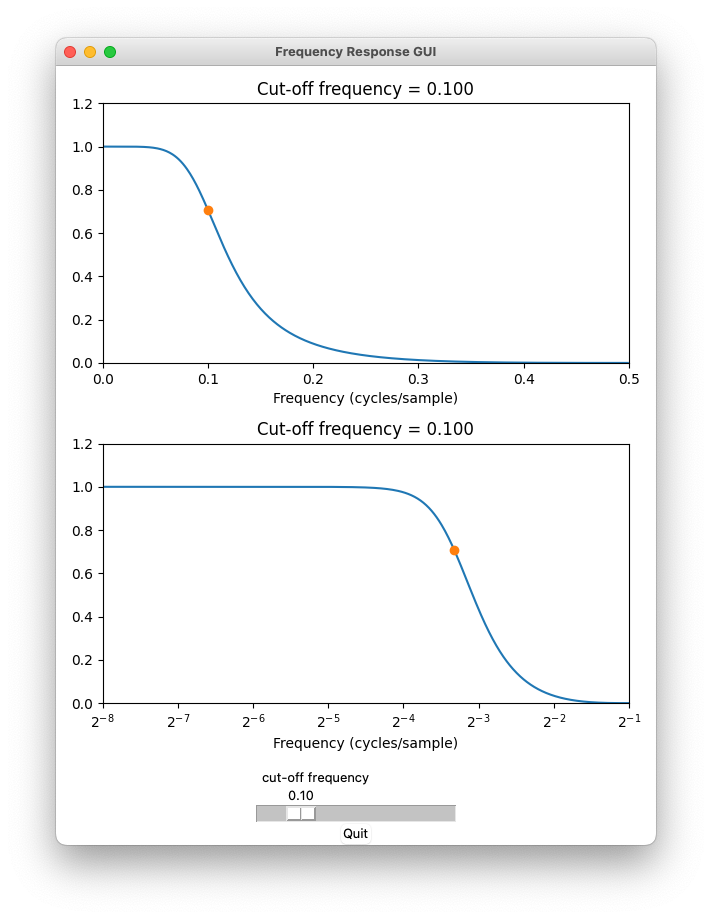 Frequency Response GUI
Cut-off frequency = 0.100
1.2
1.0
0.8
0.6
0.4
0.2
0.0
0.0 0.1 0.2 0.3 0.4 0.5
Frequency (cycles/sample)
Cut-off frequency = 0.100
1.2
1.0
0.8
0.6
0.4
0.2
0.0
2⁻⁸ 2⁻⁷ 2⁻⁶ 2⁻⁵ 2⁻⁴ 2⁻³ 2⁻² 2⁻¹
Frequency (cycles/sample)
cut-off frequency
0.10
Quit